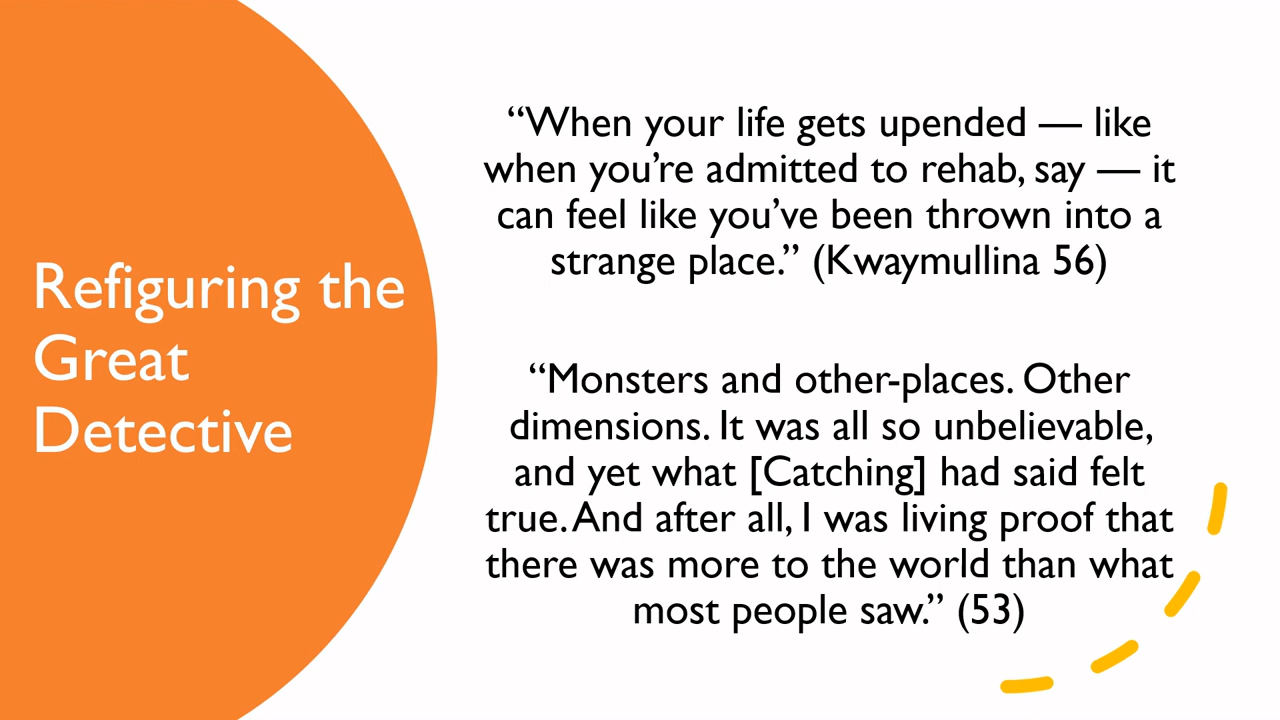 Refiguring the
Great
Detective
“When your life gets upended — like
when you’re admitted to rehab, say — it
can feel like you’ve been thrown into a
strange place.” (Kwaymullina 56)
“Monsters and other-places. Other
dimensions. It was all so unbelievable,
and yet what [Catching] had said felt
true. And after all, I was living proof that
there was more to the world than what
most people saw.” (53)